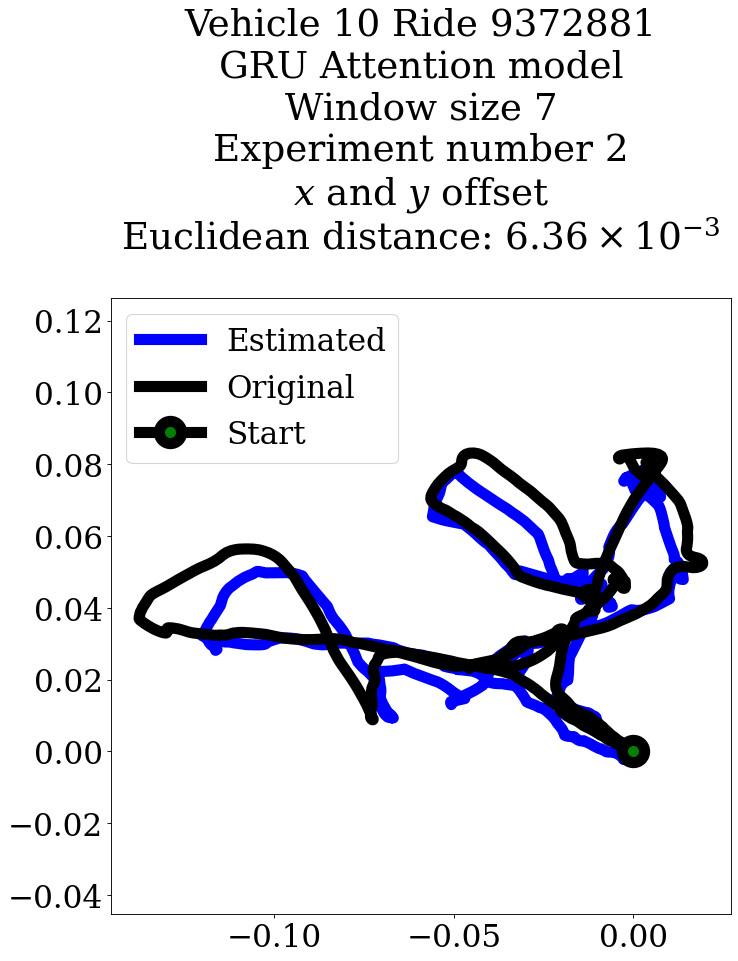 Vehicle 10 Ride 9372881
GRU Attention model
Window size 7
Experiment number 2
x and y offset
Euclidean distance: 6.36 × 10⁻³
0.12
0.10
0.08
0.06
0.04
0.02
0.00
−0.02
−0.04
Estimated
Original
Start
−0.10
−0.05
0.00